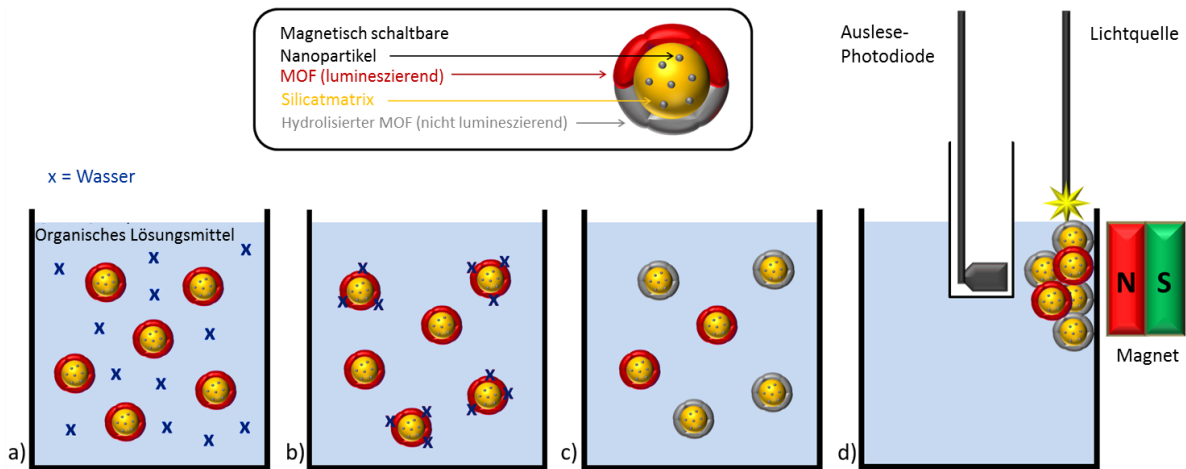 Magnetisch schaltbare
Nanopartikel
MOF (lumineszierend)
Silicatmatrix
Hydrolisierter MOF (nicht lumineszierend)
Auslese-
Photodiode
Lichtquelle
x = Wasser
Organisches Lösungsmittel
x
x
x
x
x
x
x
x
x
x
x
x
a)
x
x
x
x
x
x
x
x
x
x
x
x
b)
c)
N S
Magnet
d)